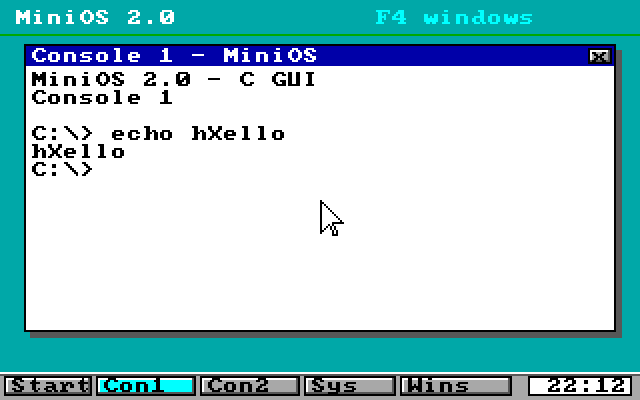 MiniOS 2.0 F4 windows
Console 1 - MiniOS
MiniOS 2.0 - C GUI
Console 1
C:\> echo hXello
hXello
C:\>
Start Con1 Con2 Sys Wins 22:12